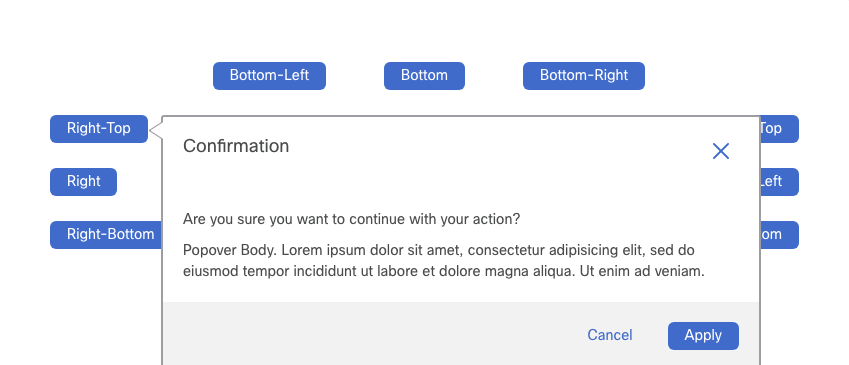 Bottom-Left Bottom Bottom-Right
Right-Top Top
Confirmation
Right Left
Right-Bottom om
Are you sure you want to continue with your action?
Popover Body. Lorem ipsum dolor sit amet, consectetur adipisicing elit, sed do
eiusmod tempor incididunt ut labore et dolore magna aliqua. Ut enim ad veniam.
Cancel Apply